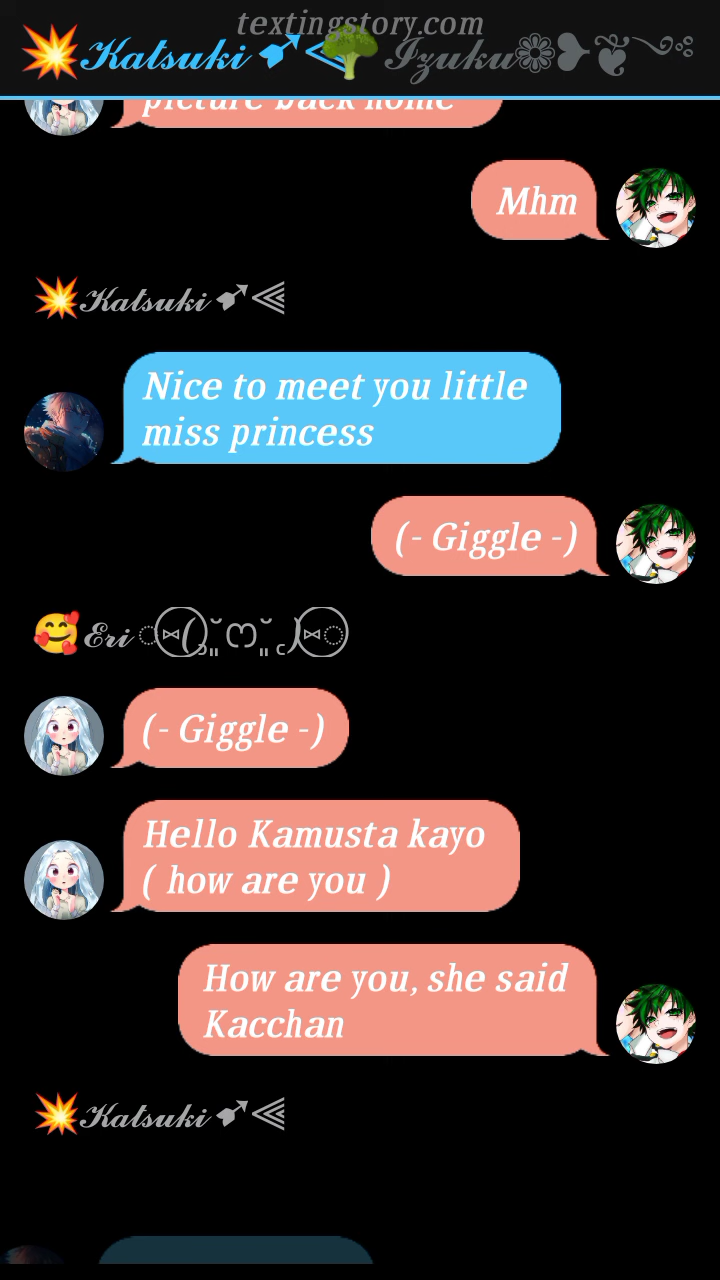 textingstory.com
💥𝓚𝓪𝓽𝓼𝓾𝓴𝓲 ➹⋘ 🥦 𝓘𝔃𝓾𝓴𝓾❁❥❦〜
picture back home
Mhm
💥𝓚𝓪𝓽𝓼𝓾𝓴𝓲 ➹⋘
Nice to meet you little
miss princess
(- Giggle -)
🥰 𝓔𝓻𝓲
(- Giggle -)
Hello Kamusta kayo
( how are you )
How are you, she said
Kacchan
💥𝓚𝓪𝓽𝓼𝓾𝓴𝓲 ➹⋘